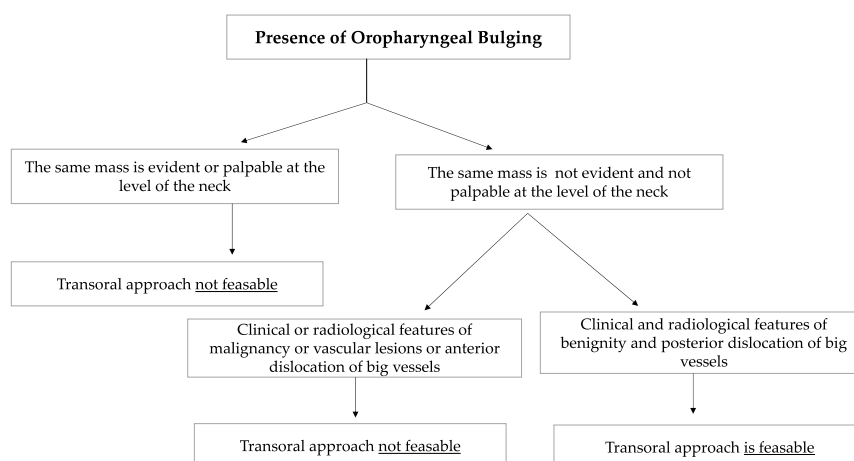 Presence of Oropharyngeal Bulging
The same mass is evident or palpable at the
level of the neck
The same mass is not evident and not
palpable at the level of the neck
Transoral approach not feasable
Clinical or radiological features of
malignancy or vascular lesions or anterior
dislocation of big vessels
Clinical and radiological features of
benignity and posterior dislocation of big
vessels
Transoral approach not feasable
Transoral approach is feasable